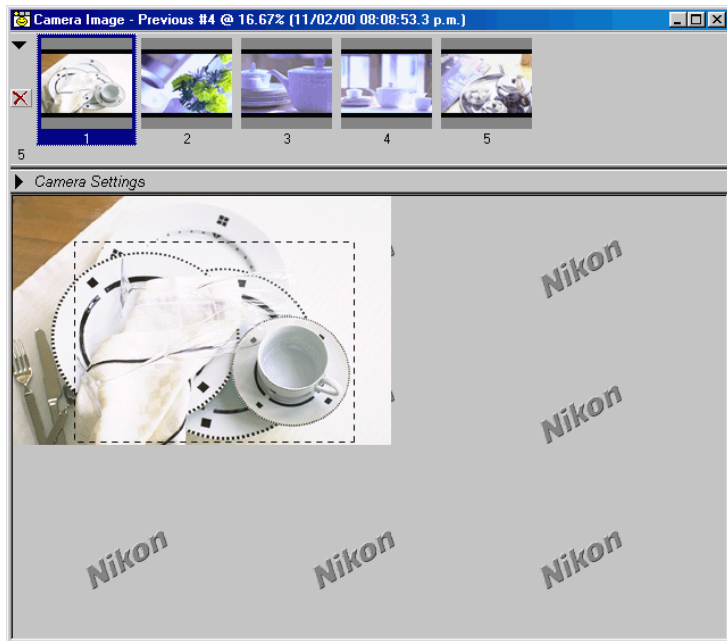 Camera Image - Previous #4 @ 16.67% (11/02/00 08:08:53.3 p.m.)
1 2 3 4 5
5
Camera Settings
Nikon
Nikon
Nikon Nikon Nikon